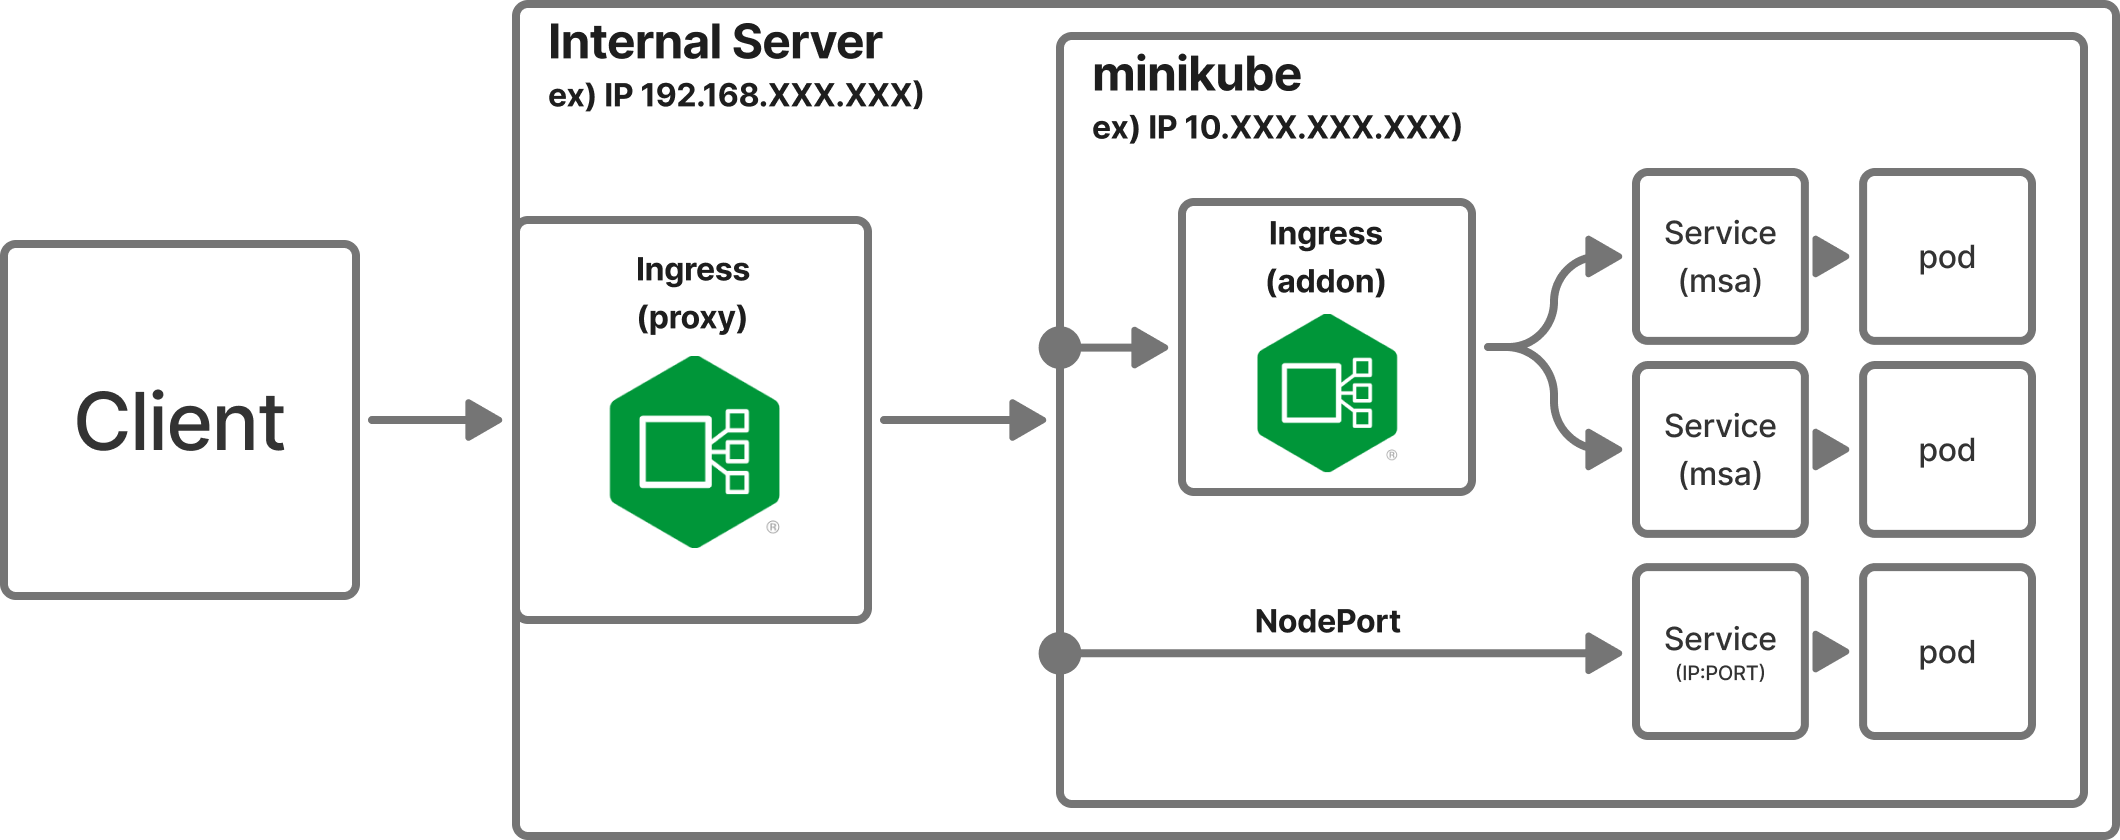 Internal Server
ex) IP 192.168.XXX.XXX)
minikube
ex) IP 10.XXX.XXX.XXX)
Client
Ingress
(proxy)
®
Ingress
(addon)
®
Service
(msa)
pod
Service
(msa)
pod
NodePort
Service
(IP:PORT)
pod